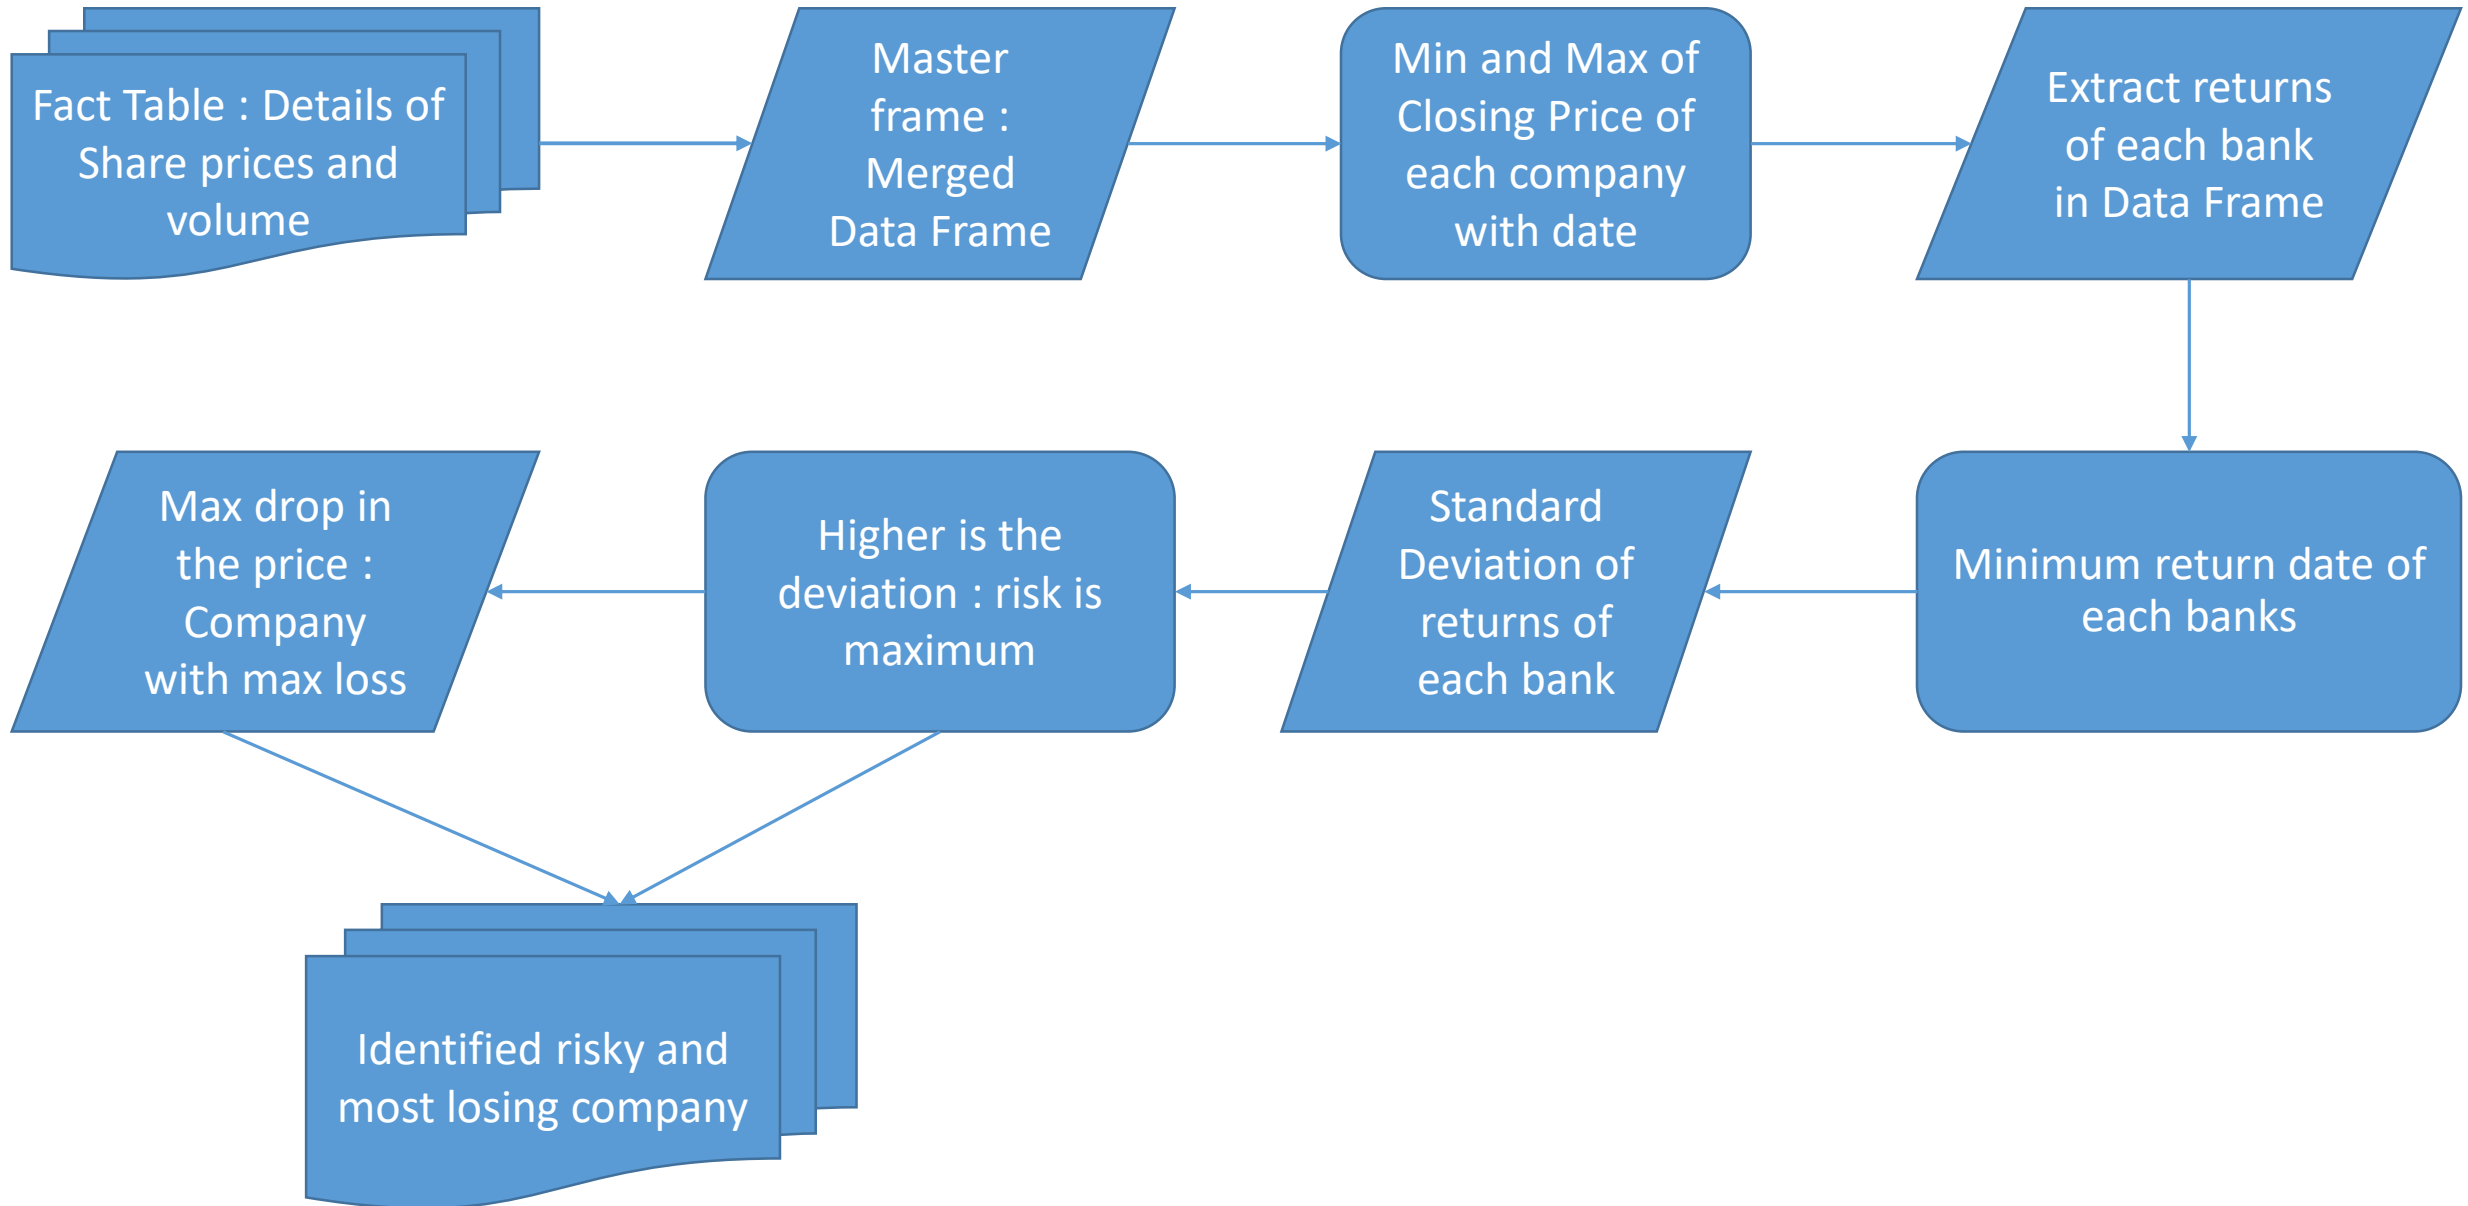 Fact Table : Details of
Share prices and
volume
Master
frame :
Merged
Data Frame
Min and Max of
Closing Price of
each company
with date
Extract returns
of each bank
in Data Frame
Max drop in
the price :
Company
with max loss
Higher is the
deviation : risk is
maximum
Standard
Deviation of
returns of
each bank
Minimum return date of
each banks
Identified risky and
most losing company